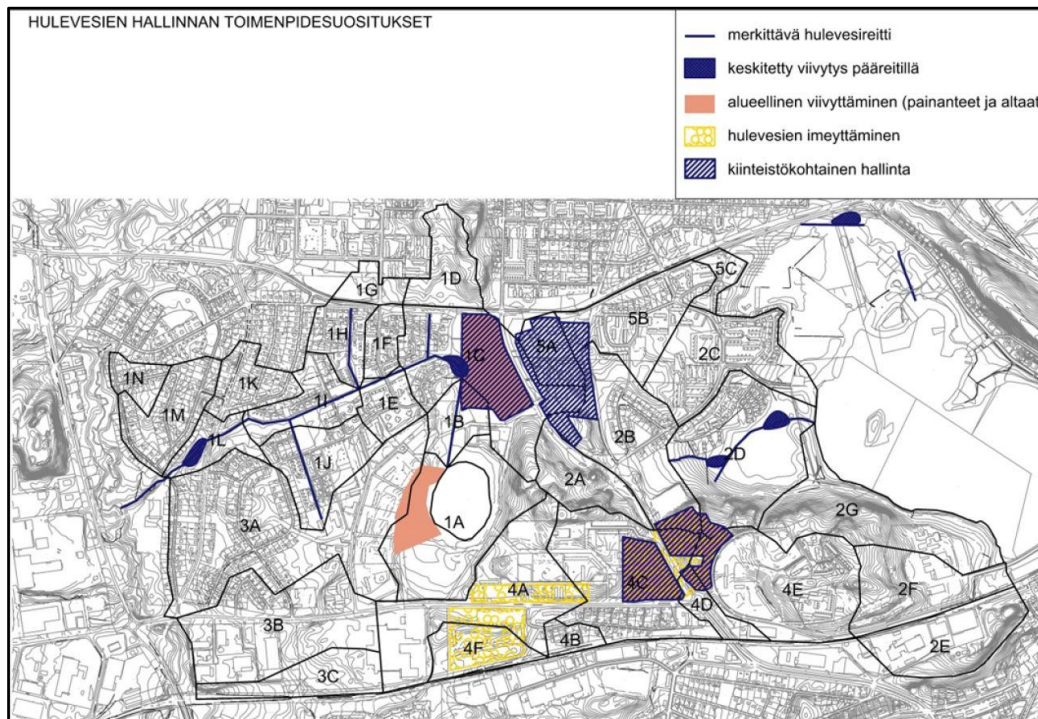 HULEVESIEN HALLINNAN TOIMENPIDESUOSITUKSET
merkittävä hulevesireitti
keskitetty viivytys pääreitillä
alueellinen viivyttäminen (painanteet ja altaat
hulevesien imeyttäminen
kiinteistökohtainen hallinta
5C
1D
1G
5B
1H
1F
1C
5A
2C
1N
1K
1E
1I
1M
1B
2B
1L
2D
1J
2A
3A
1A
2G
4C
4A
4E
2F
4D
3B
4F
4B
2E
3C